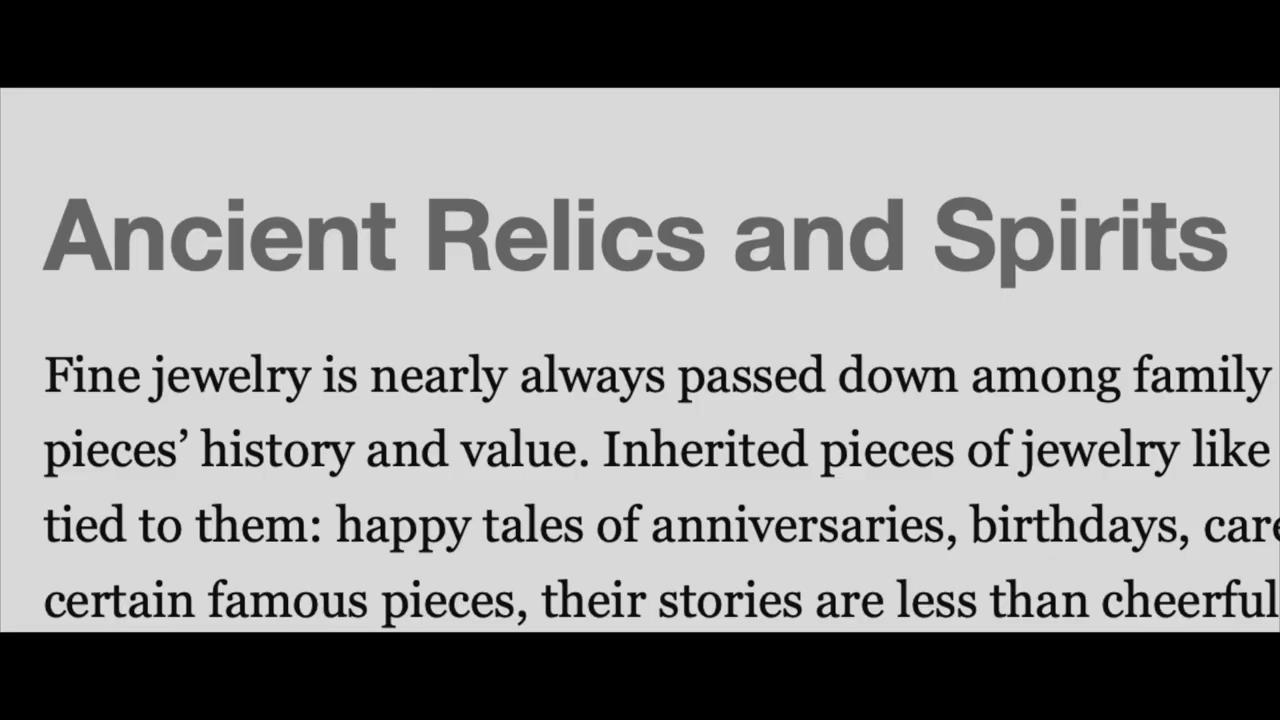 Ancient Relics and Spirits
Fine jewelry is nearly always passed down among family
pieces’ history and value. Inherited pieces of jewelry like
tied to them: happy tales of anniversaries, birthdays,
certain famous pieces, their stories are less than cheerful